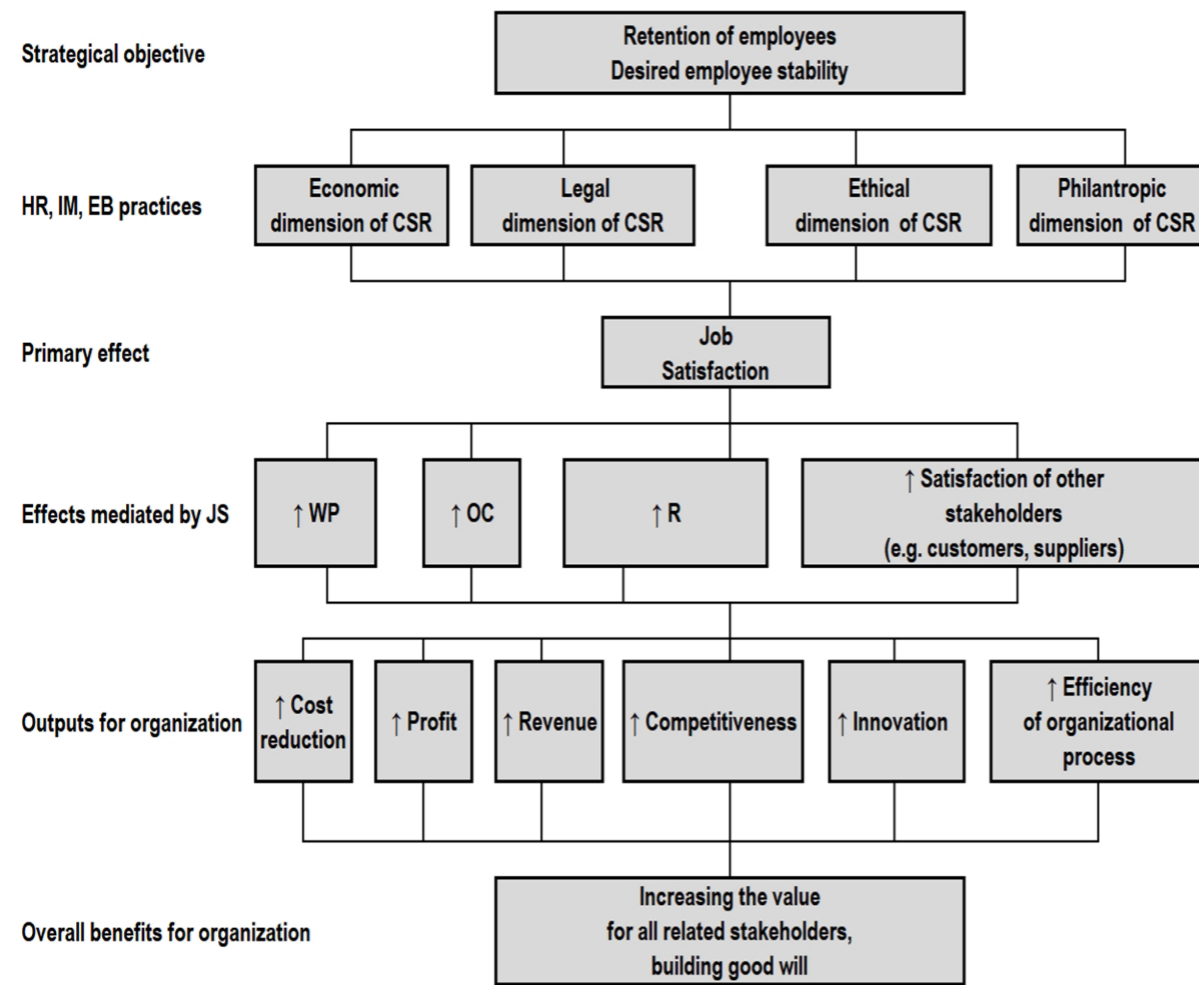 Strategical objective
Retention of employees
Desired employee stability
HR, IM, EB practices
Economic
dimension of CSR
Legal
dimension of CSR
Ethical
dimension of CSR
Philantropic
dimension of CSR
Primary effect
Job
Satisfaction
Effects mediated by JS
↑ WP
↑ OC
↑ R
↑ Satisfaction of other
stakeholders
(e.g. customers, suppliers)
Outputs for organization
↑ Cost
reduction
↑ Profit
↑ Revenue
↑ Competitiveness
↑ Innovation
↑ Efficiency
of organizational
process
Overall benefits for organization
Increasing the value
for all related stakeholders,
building good will